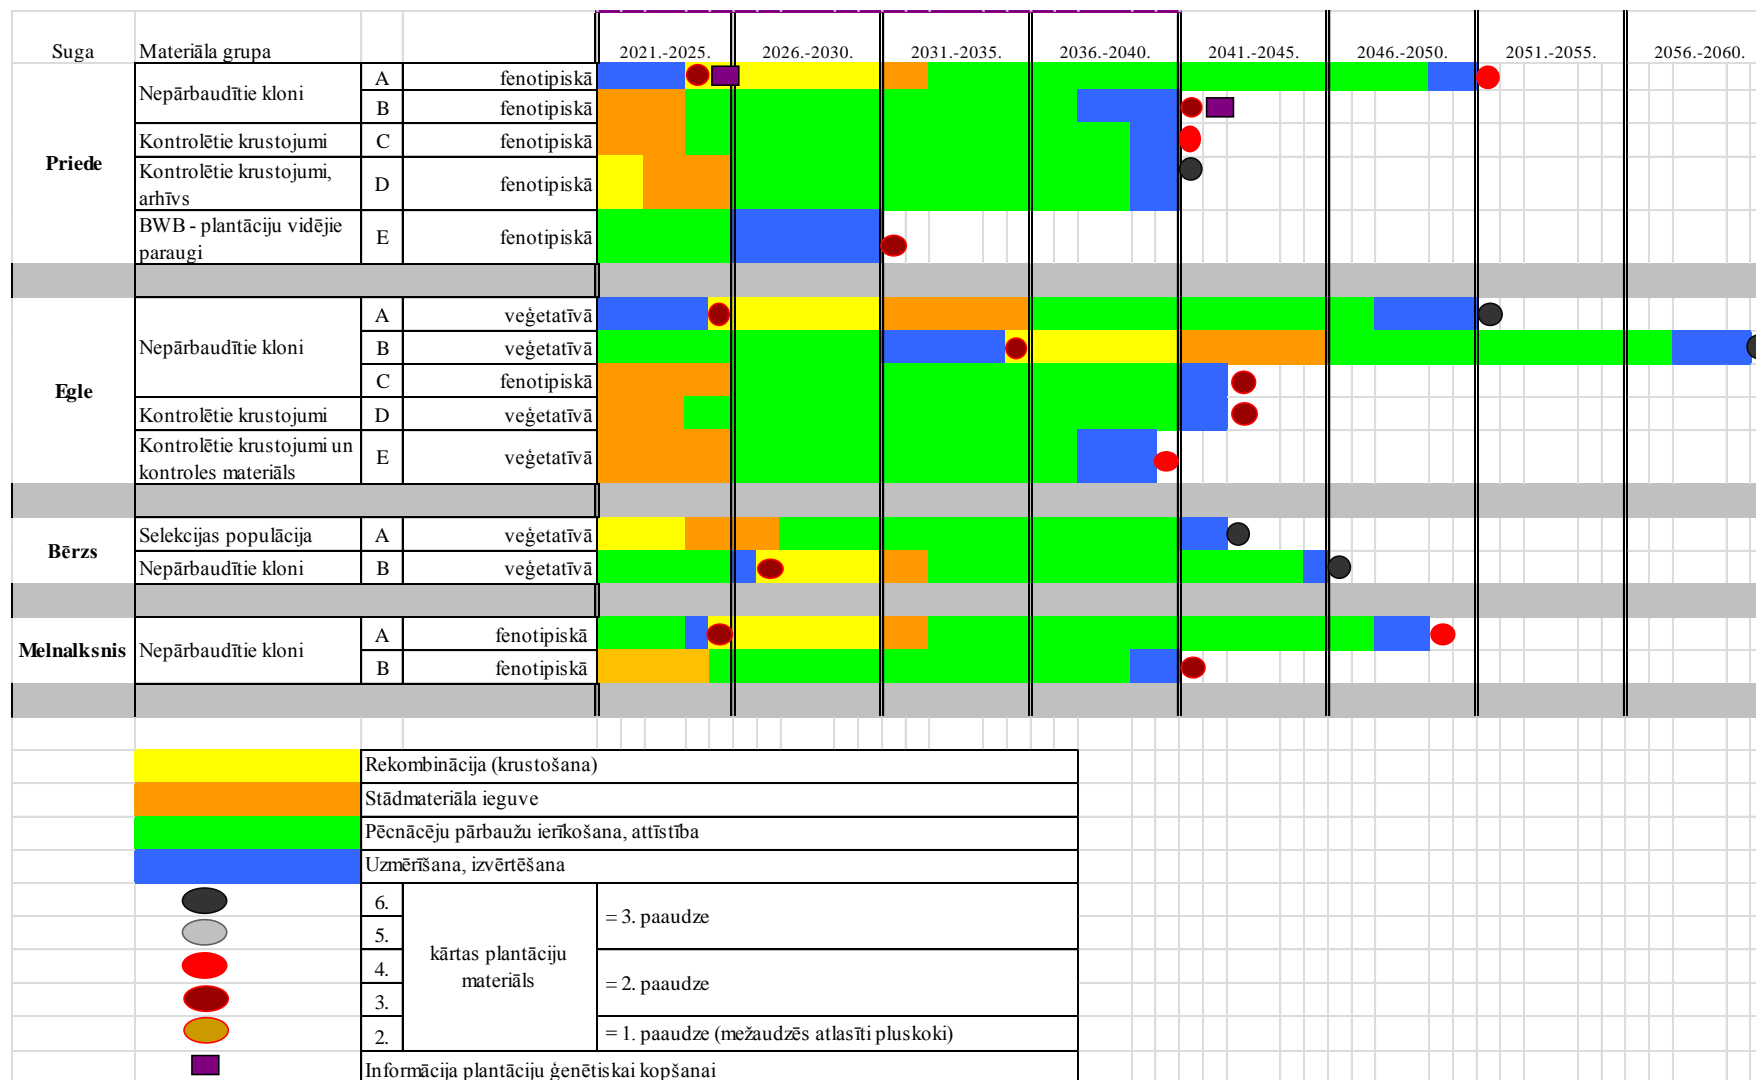 2021.-2025. 2026.-2030. 2031.-2035. 2036.-2040. 2041.-2045. 2046.-2050. 2051.-2055. 2056.-2060.
Suga Materiāla grupa
Priede
Nepārbaudītie kloni A fenotipiskā
B fenotipiskā
Kontrolētie krustojumi C fenotipiskā
Kontrolētie krustojumi,
arhīvs D fenotipiskā
BWB - plantāciju vidējie
paraugi E fenotipiskā
Egle
Nepārbaudītie kloni A veģetatīvā
B veģetatīvā
C fenotipiskā
Kontrolētie krustojumi D veģetatīvā
Kontrolētie krustojumi un
kontroles materiāls E veģetatīvā
Bērzs
Selekcijas populācija A veģetatīvā
Nepārbaudītie kloni B veģetatīvā
Melnalksnis
Nepārbaudītie kloni A fenotipiskā
B fenotipiskā
Rekombinācija (krustošana)
Stādmateriāla ieguve
Pēcnācēju pārbaužu ierīkošana, attīstība
Uzmērīšana, izvērtēšana
6.
5.
4.
3.
2.
kārtas plantāciju
materiāls
= 3. paaudze
= 2. paaudze
= 1. paaudze (mežaudzēs atlasīti pluskoki)
Informācija plantāciju ģenētiskai kopšanai